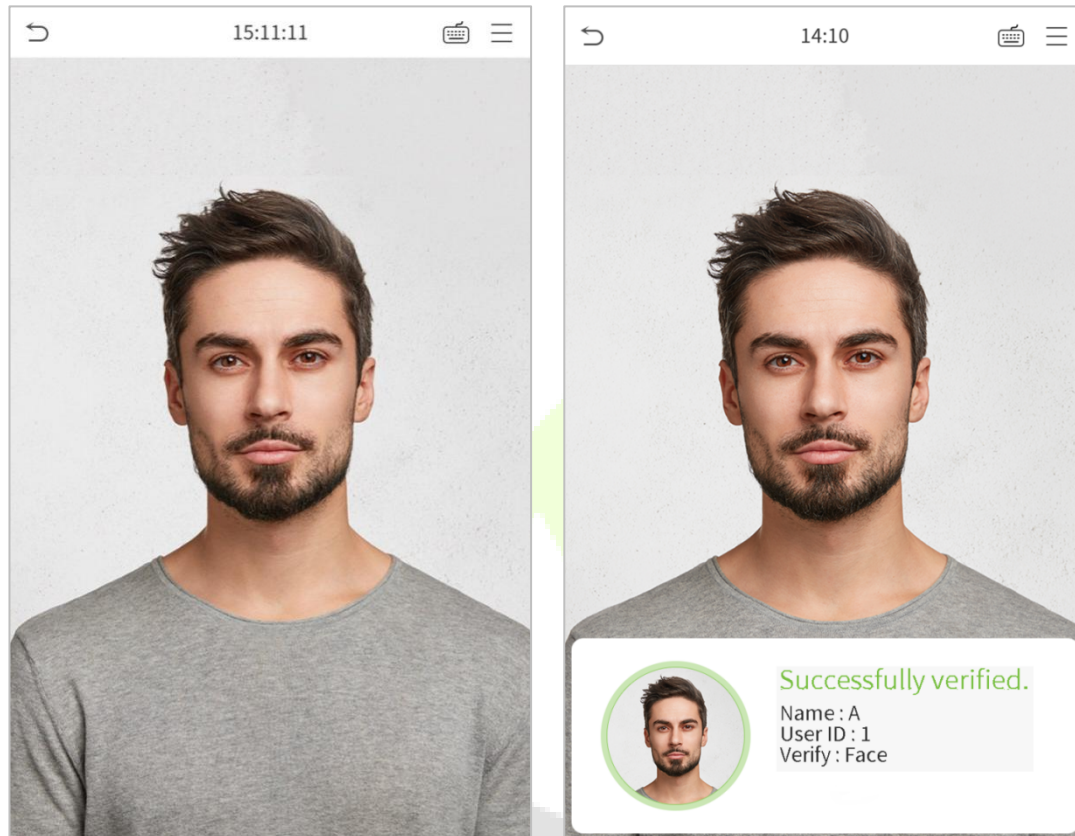 15:11:11
14:10
Successfully verified.
Name : A
User ID : 1
Verify : Face